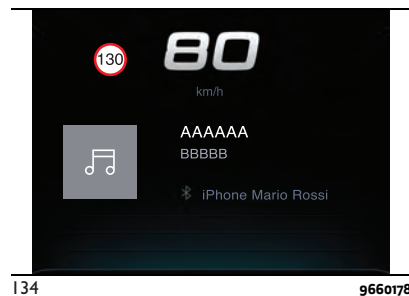 130
80
km/h
AAAAAA
BBBBB
iPhone Mario Rossi
134
9660178